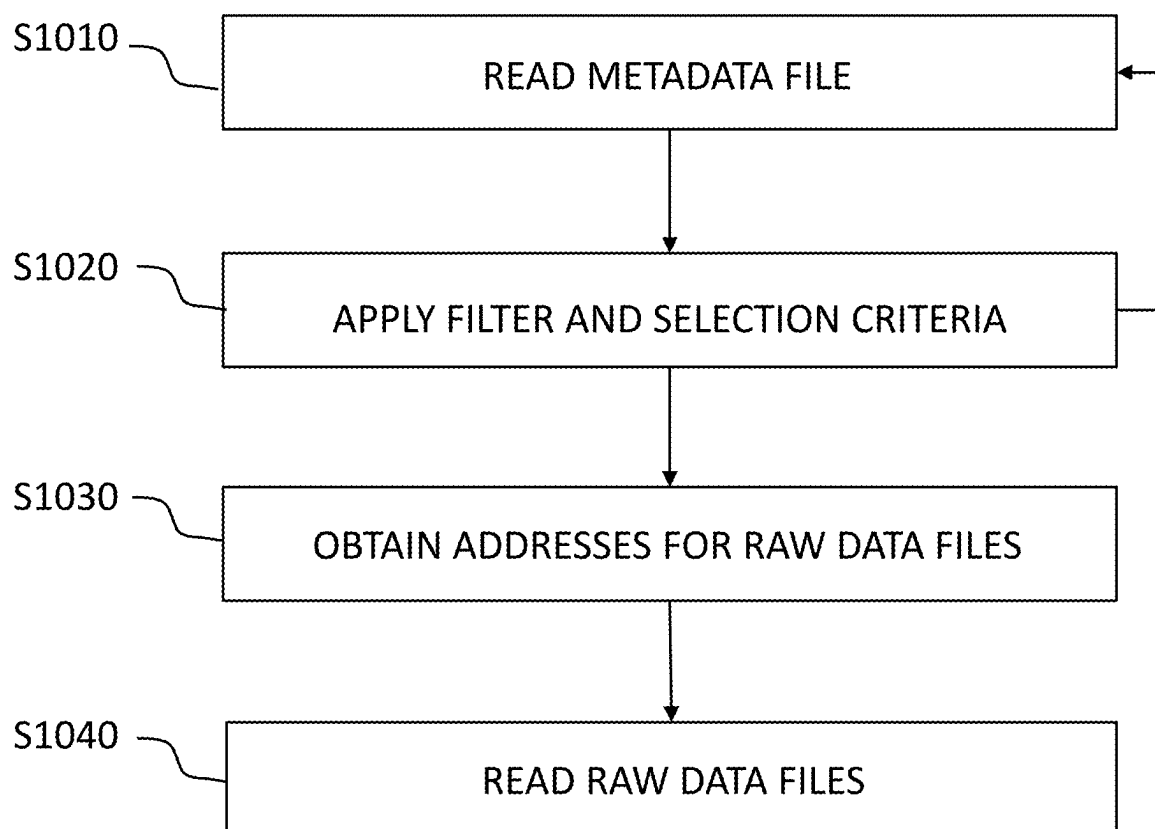 S1010
READ METADATA FILE
S1020
APPLY FILTER AND SELECTION CRITERIA
S1030
OBTAIN ADDRESSES FOR RAW DATA FILES
S1040
READ RAW DATA FILES